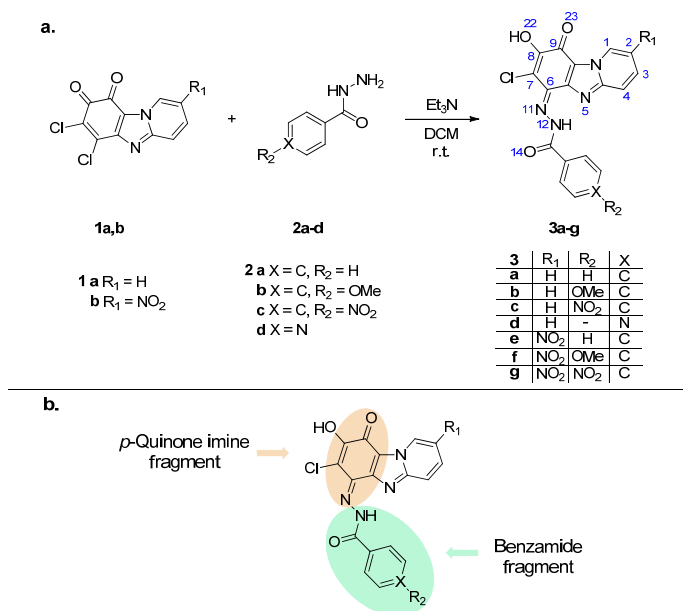 a.
O
O
R1
N
N
Cl
Cl
+
NH2
HN
O
X
R2
Et3N
DCM
r.t.
22
HO
23
O
9
8
Cl
7
6
1
2
R1
3
4
N
N
5
11
N
12
NH
14
O
X
R2
1a,b
2a-d
3a-g
1 a R1 = H
b R1 = NO2
2 a X = C, R2 = H
b X = C, R2 = OMe
c X = C, R2 = NO2
d X = N
3 R1 R2 X
a H H C
b H OMe C
c H NO2 C
d H - N
e NO2 H C
f NO2 OMe C
g NO2 NO2 C
b.
p-Quinone imine
fragment
HO
O
Cl
R1
N
N
N
NH
O
X
R2
Benzamide
fragment